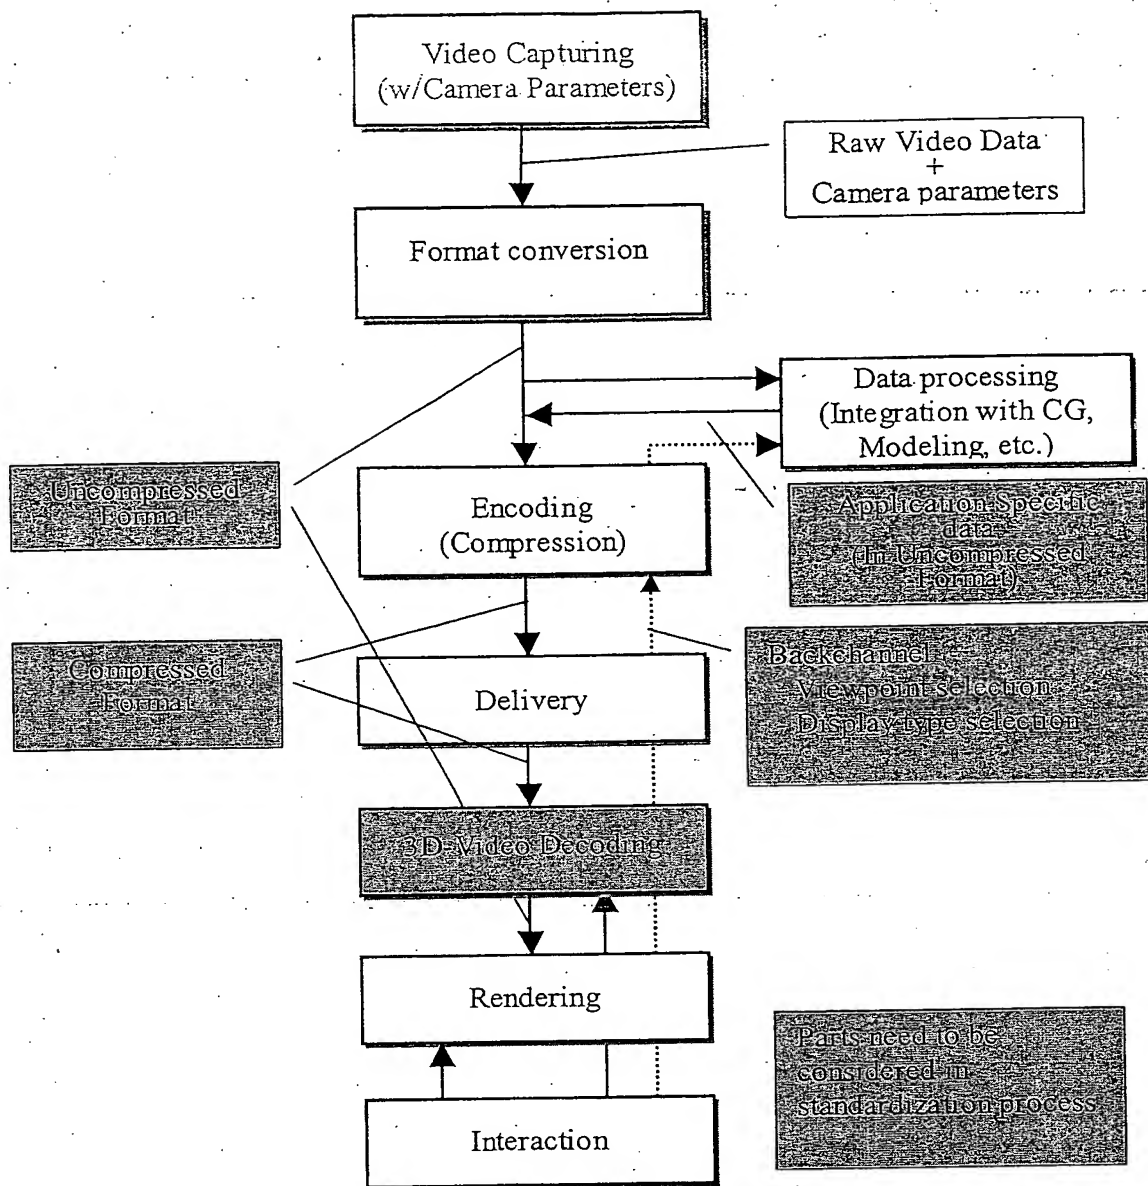 Video Capturing
(w/Camera Parameters)
Raw Video Data
+
Camera parameters
Format conversion
Data processing
(Integration with CG,
Modeling, etc.)
Uncompressed
Format
Encoding
(Compression)
Application Specific
data
(In Uncompressed
Format)
Compressed
Format
Delivery
Backchannel
Viewpoint selection
Display type selection
3D-Video Decoding
Rendering
Parts need to be
considered in
standardization process
Interaction